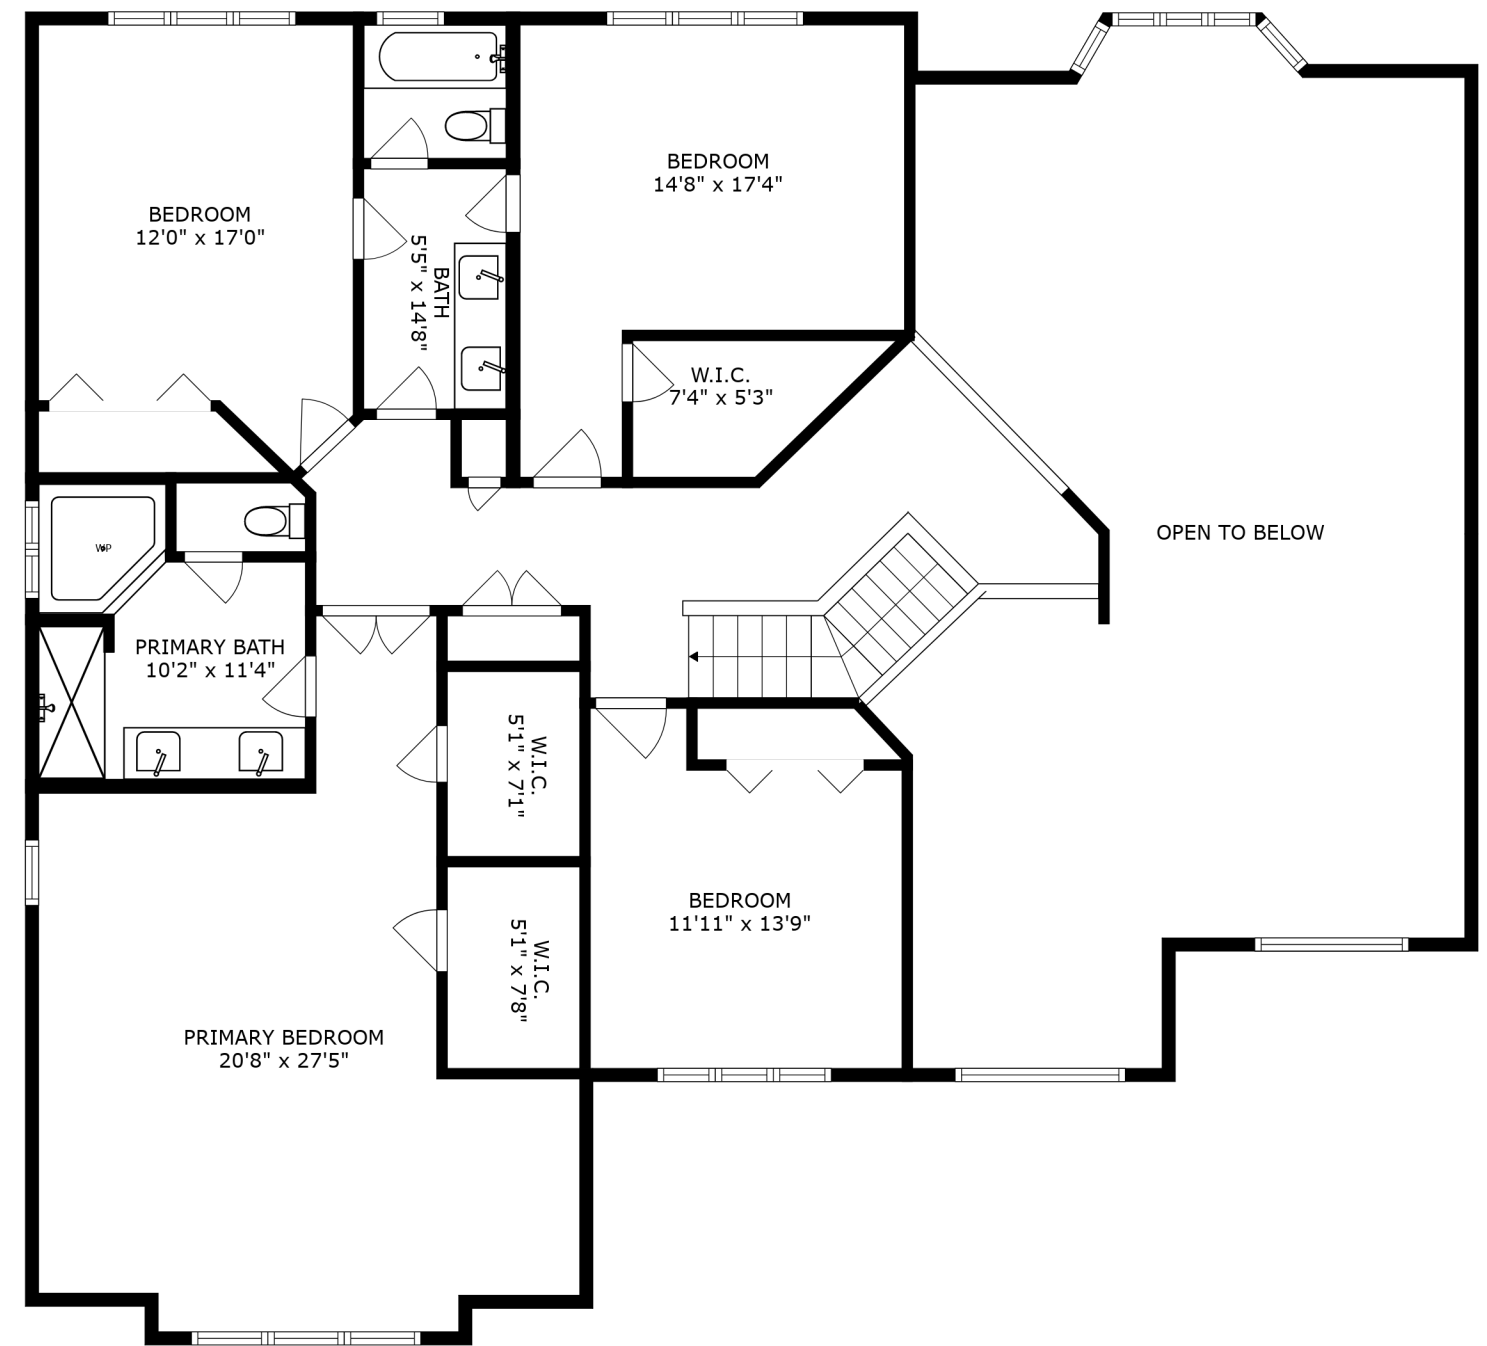 BEDROOM
14'8" x 17'4"
BEDROOM
12'0" x 17'0"
BATH
5'5" x 14'8"
W.I.C.
7'4" x 5'3"
OPEN TO BELOW
WP
PRIMARY BATH
10'2" x 11'4"
W.I.C.
5'1" x 7'1"
BEDROOM
11'11" x 13'9"
W.I.C.
5'1" x 7'8"
PRIMARY BEDROOM
20'8" x 27'5"